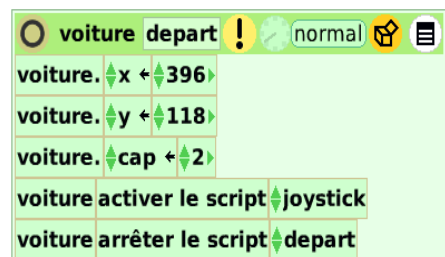 voiture depart ! normal
voiture. x ← 396
voiture. y ← 118
voiture. cap ← 2
voiture activer le script joystick
voiture arrêter le script depart